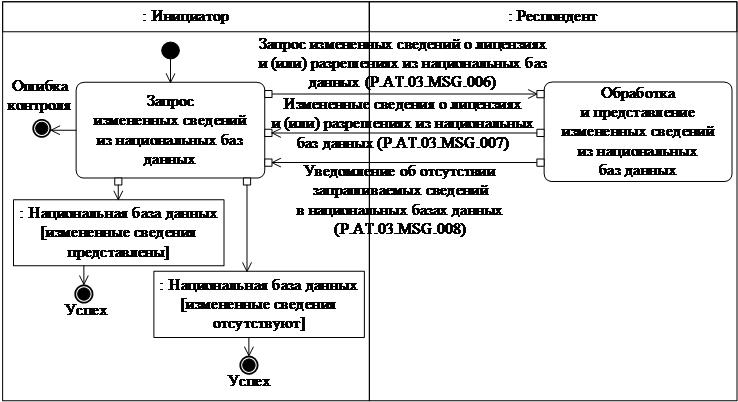 : Инициатор
: Респондент
Запрос измененных сведений о лицензиях
и (или) разрешениях из национальных баз
данных (P.AT.03.MSG.006)
Ошибка
контроля
Запрос
измененных сведений
из национальных баз
данных
Измененные сведения о лицензиях
и (или) разрешениях из национальных
баз данных (P.AT.03.MSG.007)
Обработка
и представление
измененных сведений
из национальных
баз данных
Уведомление об отсутствии
запрашиваемых сведений
в национальных базах данных
(P.AT.03.MSG.008)
: Национальная база данных
[измененные сведения
представлены]
Успех
: Национальная база данных
[измененные сведения
отсутствуют]
Успех